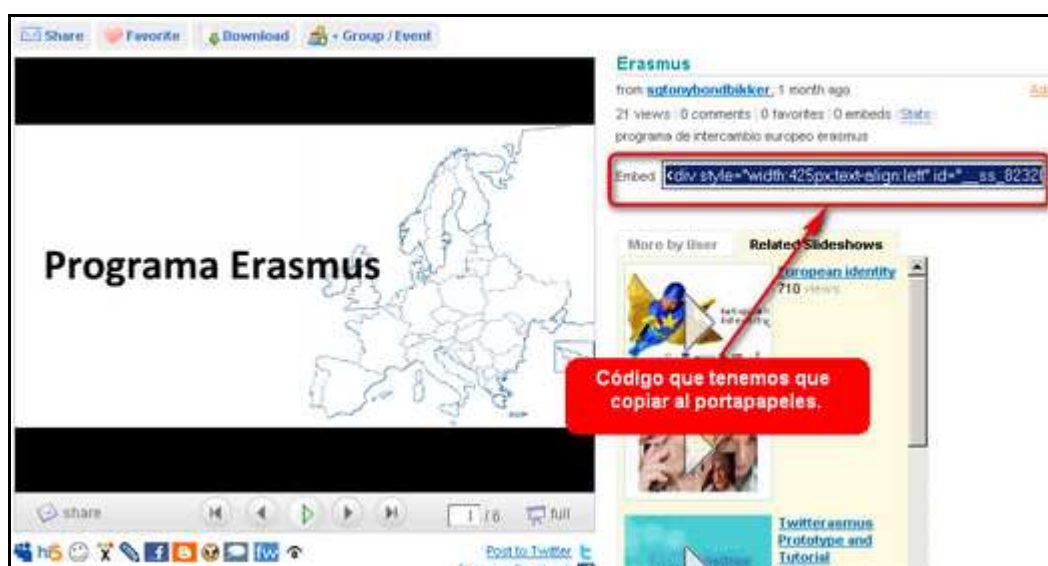 Share Favorite Download + Group / Event
Programa Erasmus
share 1 / 6 full
hi5
Post to Twitter
Erasmus
from sgtonybondbikker, 1 month ago
21 views 0 comments 0 favorites 0 embeds Stats
programa de intercambio europeo erasmus
Embed <div style="width:425px;text-align:left" id="__ss_8232
More by User Related Slideshows
European identity
710 views
Código que tenemos que
copiar al portapapeles.
Twitterasmus
Prototype and
Tutorial